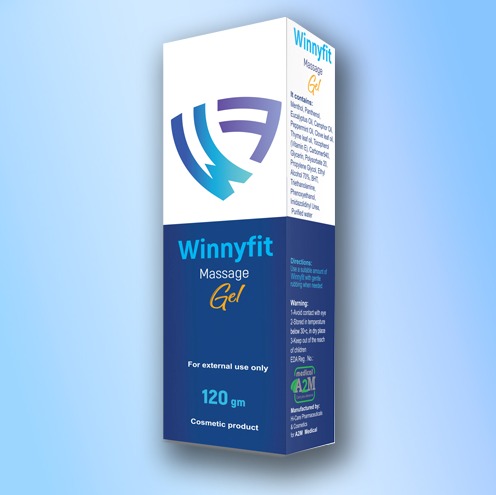 Winnyfit
Massage
Gel
For external use only
120 gm
Cosmetic product
Winnyfit
Massage
Gel
It contains:
Menthol, Panthenol,
Eucalyptus Oil, Camphor Oil,
Peppermint Oil, Clove leaf oil,
Thyme leaf oil, Tocopherol
(Vitamin E), Carbomer940,
Glycerin, Polysorbate 20,
Propylene Glycol, Ethyl
Alcohol 70%, BHT,
Triethanolamine,
Phenoxyethanol,
Imidazolidinyl Urea,
Purified water
Directions:
Use a suitable amount of
Winnyfit with gentle
rubbing when needed
Warning:
1-Avoid contact with eye
2-Stored in temperature
below 30◦c, in dry place
3-Keep out of the reach
of children
EDA Reg. No.:
medical
A2M
Manufactured by:
Hi-Care Pharmaceuticals
& Cosmetics
for A2M Medical